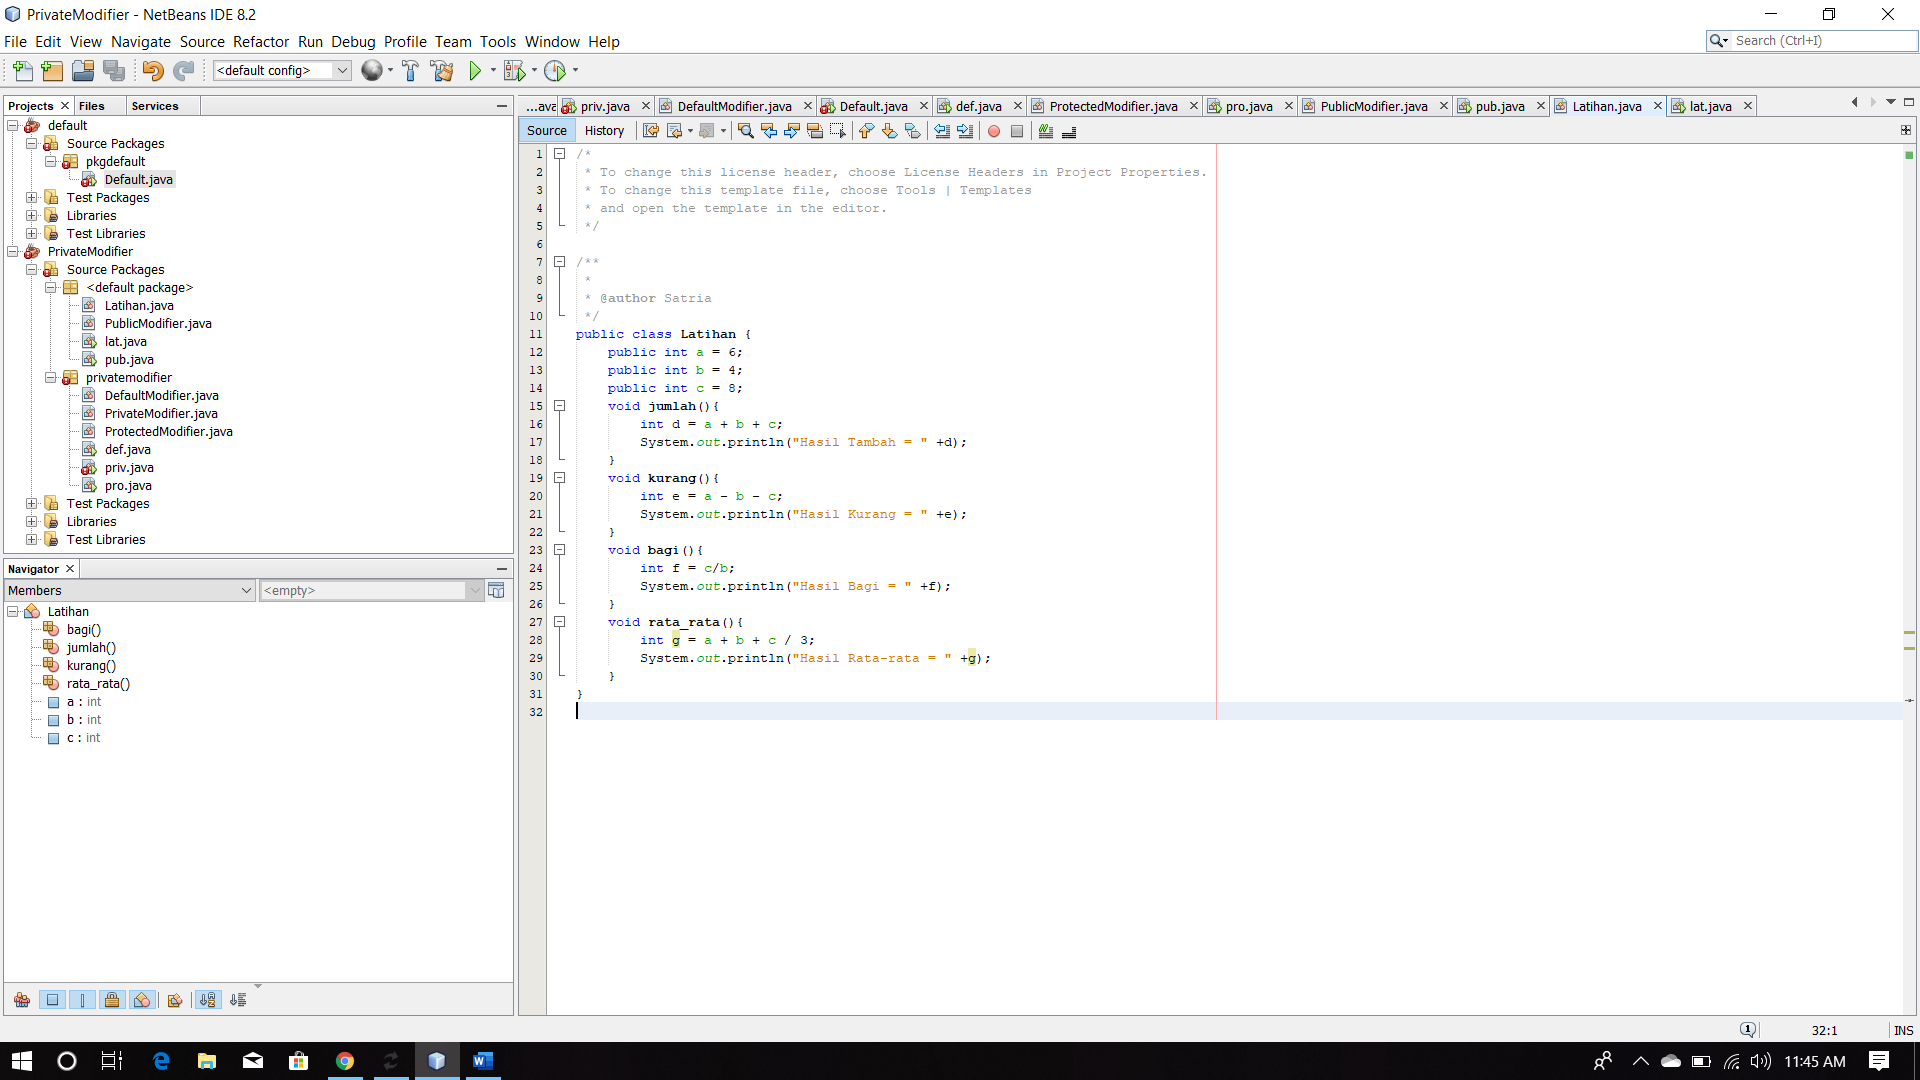 PrivateModifier - NetBeans IDE 8.2
File Edit View Navigate Source Refactor Run Debug Profile Team Tools Window Help
Search (Ctrl+I)
<default config>
Projects Files Services
default
Source Packages
pkgdefault
Default.java
Test Packages
Libraries
Test Libraries
PrivateModifier
Source Packages
<default package>
Latihan.java
PublicModifier.java
lat.java
pub.java
privatemodifier
DefaultModifier.java
PrivateModifier.java
ProtectedModifier.java
def.java
priv.java
pro.java
Test Packages
Libraries
Test Libraries
Navigator
Members <empty>
Latihan
bagi()
jumlah()
kurang()
rata_rata()
a : int
b : int
c : int
...ava priv.java DefaultModifier.java Default.java def.java ProtectedModifier.java pro.java PublicModifier.java pub.java Latihan.java lat.java
Source History
1 /*
2 * To change this license header, choose License Headers in Project Properties.
3 * To change this template file, choose Tools | Templates
4 * and open the template in the editor.
5 */
6
7 /**
8 *
9 * @author Satria
10 */
11 public class Latihan {
12 public int a = 6;
13 public int b = 4;
14 public int c = 8;
15 void jumlah(){
16 int d = a + b + c;
17 System.out.println("Hasil Tambah = " +d);
18 }
19 void kurang(){
20 int e = a - b - c;
21 System.out.println("Hasil Kurang = " +e);
22 }
23 void bagi(){
24 int f = c/b;
25 System.out.println("Hasil Bagi = " +f);
26 }
27 void rata_rata(){
28 int g = a + b + c / 3;
29 System.out.println("Hasil Rata-rata = " +g);
30 }
31 }
32
32:1 INS
11:45 AM